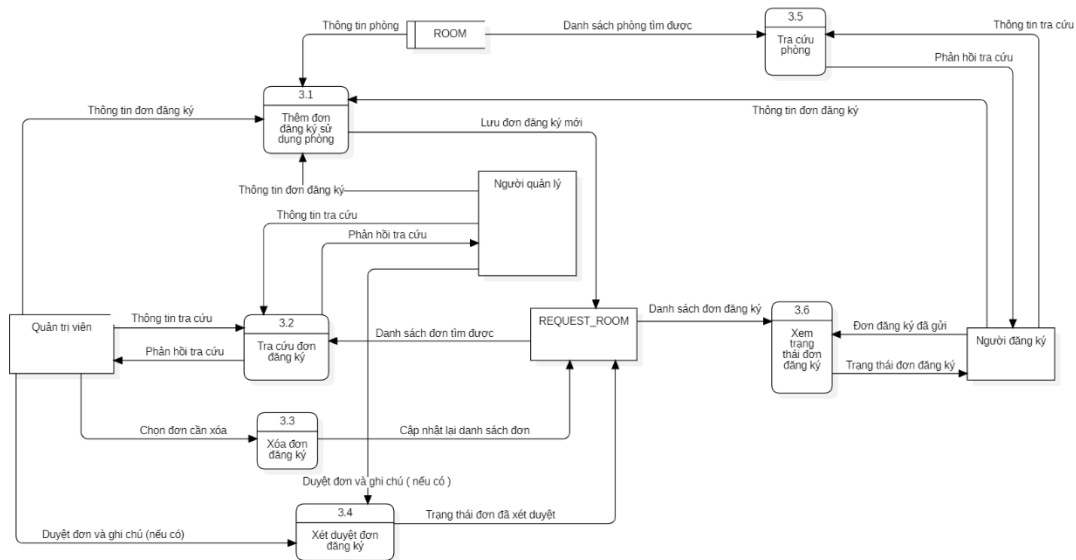 Thông tin phòng
ROOM
Danh sách phòng tìm được
3.5
Tra cứu
phòng
Thông tin tra cứu
Phản hồi tra cứu
3.1
Thêm đơn
đăng ký sử
dụng phòng
Thông tin đơn đăng ký
Thông tin đơn đăng ký
Lưu đơn đăng ký mới
Thông tin đơn đăng ký
Người quản lý
Thông tin tra cứu
Phản hồi tra cứu
Quản trị viên
Thông tin tra cứu
Phản hồi tra cứu
3.2
Tra cứu đơn
đăng ký
Danh sách đơn tìm được
REQUEST_ROOM
Danh sách đơn đăng ký
3.6
Xem
trạng
thái đơn
đăng ký
Đơn đăng ký đã gửi
Trạng thái đơn đăng ký
Người đăng ký
Chọn đơn cần xóa
3.3
Xóa đơn
đăng ký
Cập nhật lại danh sách đơn
Duyệt đơn và ghi chú ( nếu có )
3.4
Xét duyệt đơn
đăng ký
Trạng thái đơn đã xét duyệt
Duyệt đơn và ghi chú (nếu có)